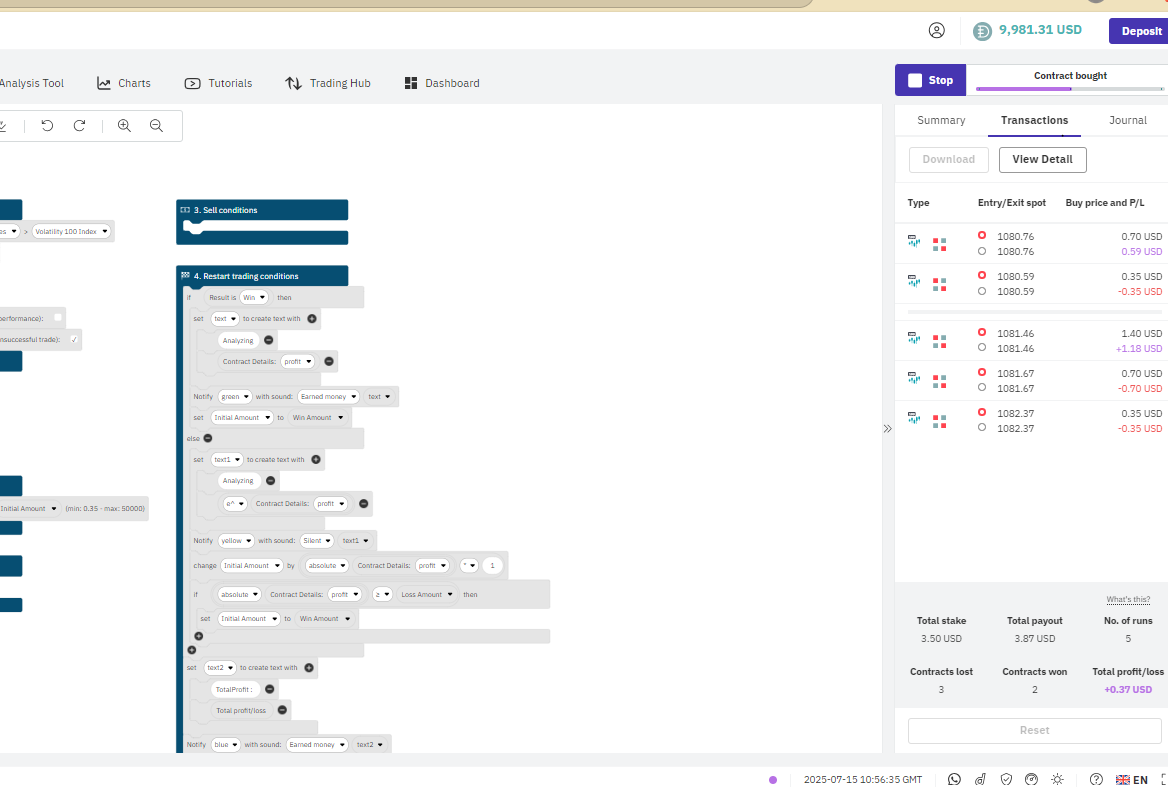 9,981.31 USD
Deposit
Analysis Tool
Charts
Tutorials
Trading Hub
Dashboard
Stop
Contract bought
Summary
Transactions
Journal
Download
View Detail
Type
Entry/Exit spot
Buy price and P/L
1080.76 0.70 USD
1080.76 0.59 USD
1080.59 0.35 USD
1080.59 -0.35 USD
1081.46 1.40 USD
1081.46 +1.18 USD
1081.67 0.70 USD
1081.67 -0.70 USD
1082.37 0.35 USD
1082.37 -0.35 USD
What's this?
Total stake Total payout No. of runs
3.50 USD 3.87 USD 5
Contracts lost Contracts won Total profit/loss
3 2 +0.37 USD
Reset
es > Volatility 100 Index
performance):
nsuccessful trade):
Initial Amount (min: 0.35 - max: 50000)
3. Sell conditions
4. Restart trading conditions
if Result is Win then
set text to create text with
Analyzing
Contract Details: profit
Notify green with sound: Earned money text
set Initial Amount to Win Amount
else
set text1 to create text with
Analyzing
e^ Contract Details: profit
Notify yellow with sound: Silent text1
change Initial Amount by absolute Contract Details: profit * 1
if absolute Contract Details: profit ≥ Loss Amount then
set Initial Amount to Win Amount
set text2 to create text with
TotalProfit :
Total profit/loss
Notify blue with sound: Earned money text2
2025-07-15 10:56:35 GMT
EN